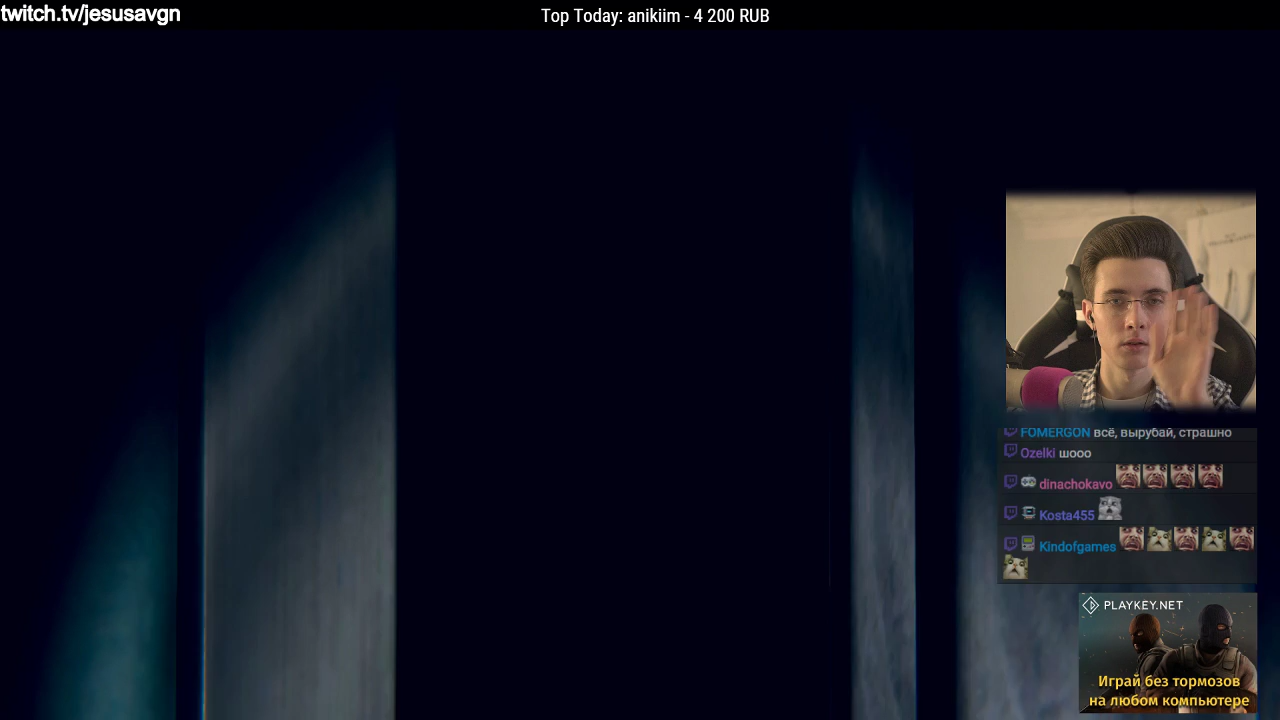 twitch.tv/jesusavgn
Top Today: anikiim - 4 200 RUB
FOMERGON всё, вырубай, страшно
Ozelki шооо
dinachokavo
Kosta455
Kindofgames
PLAYKEY.NET
Играй без тормозов
на любом компьютере